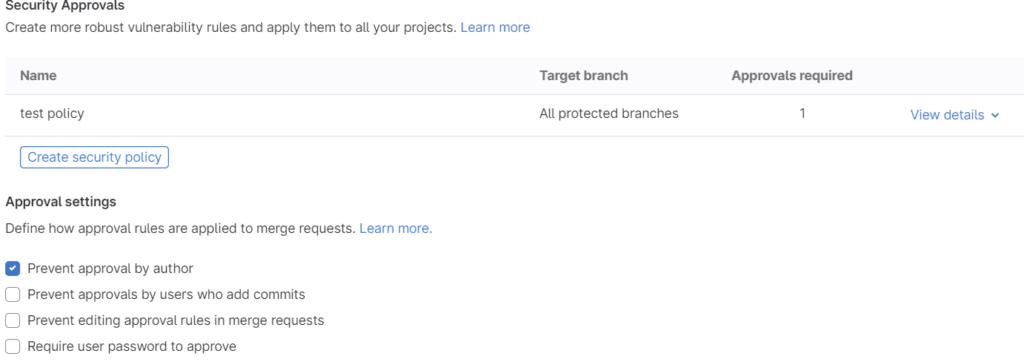 Security Approvals
Create more robust vulnerability rules and apply them to all your projects. Learn more
Name Target branch Approvals required
test policy All protected branches 1 View details
Create security policy
Approval settings
Define how approval rules are applied to merge requests. Learn more.
Prevent approval by author
Prevent approvals by users who add commits
Prevent editing approval rules in merge requests
Require user password to approve